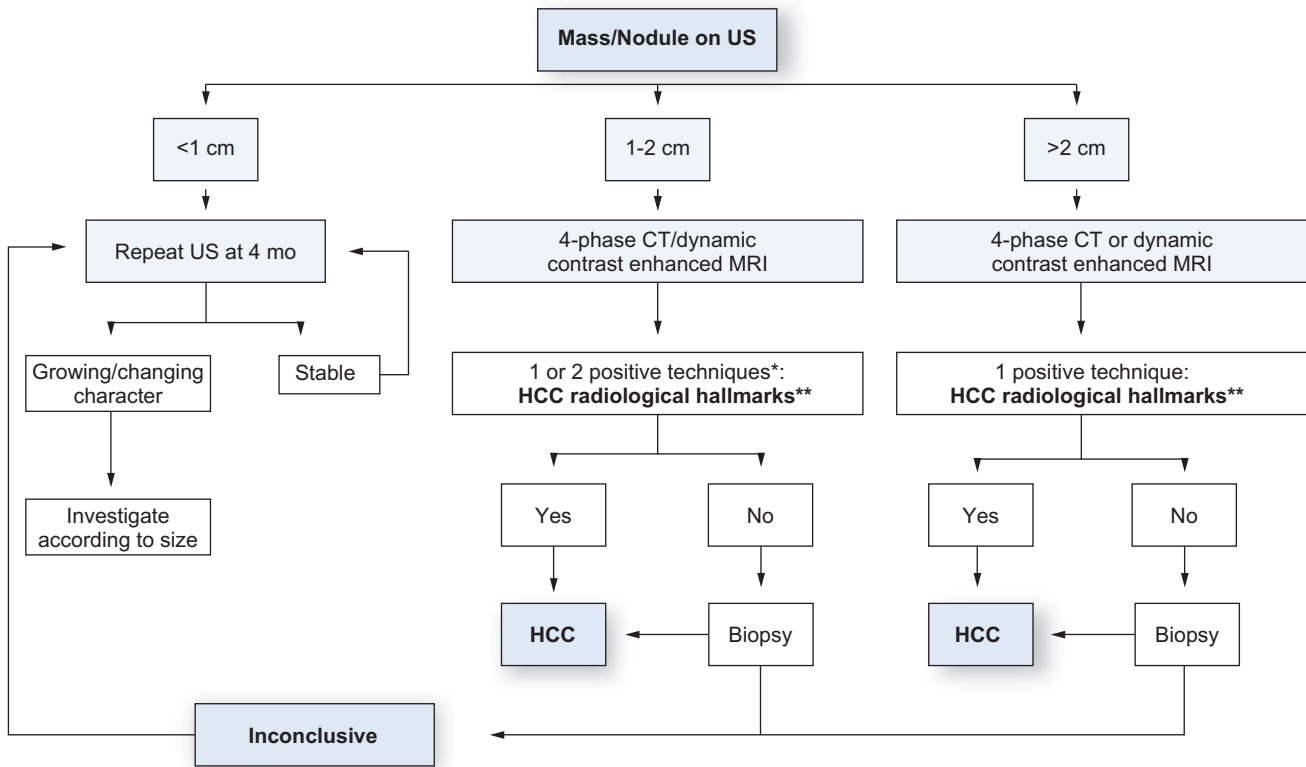 Mass/Nodule on US
<1 cm
1-2 cm
>2 cm
Repeat US at 4 mo
4-phase CT/dynamic
contrast enhanced MRI
4-phase CT or dynamic
contrast enhanced MRI
Growing/changing
character
Stable
1 or 2 positive techniques*:
HCC radiological hallmarks**
1 positive technique:
HCC radiological hallmarks**
Investigate
according to size
Yes
No
Yes
No
HCC
Biopsy
HCC
Biopsy
Inconclusive